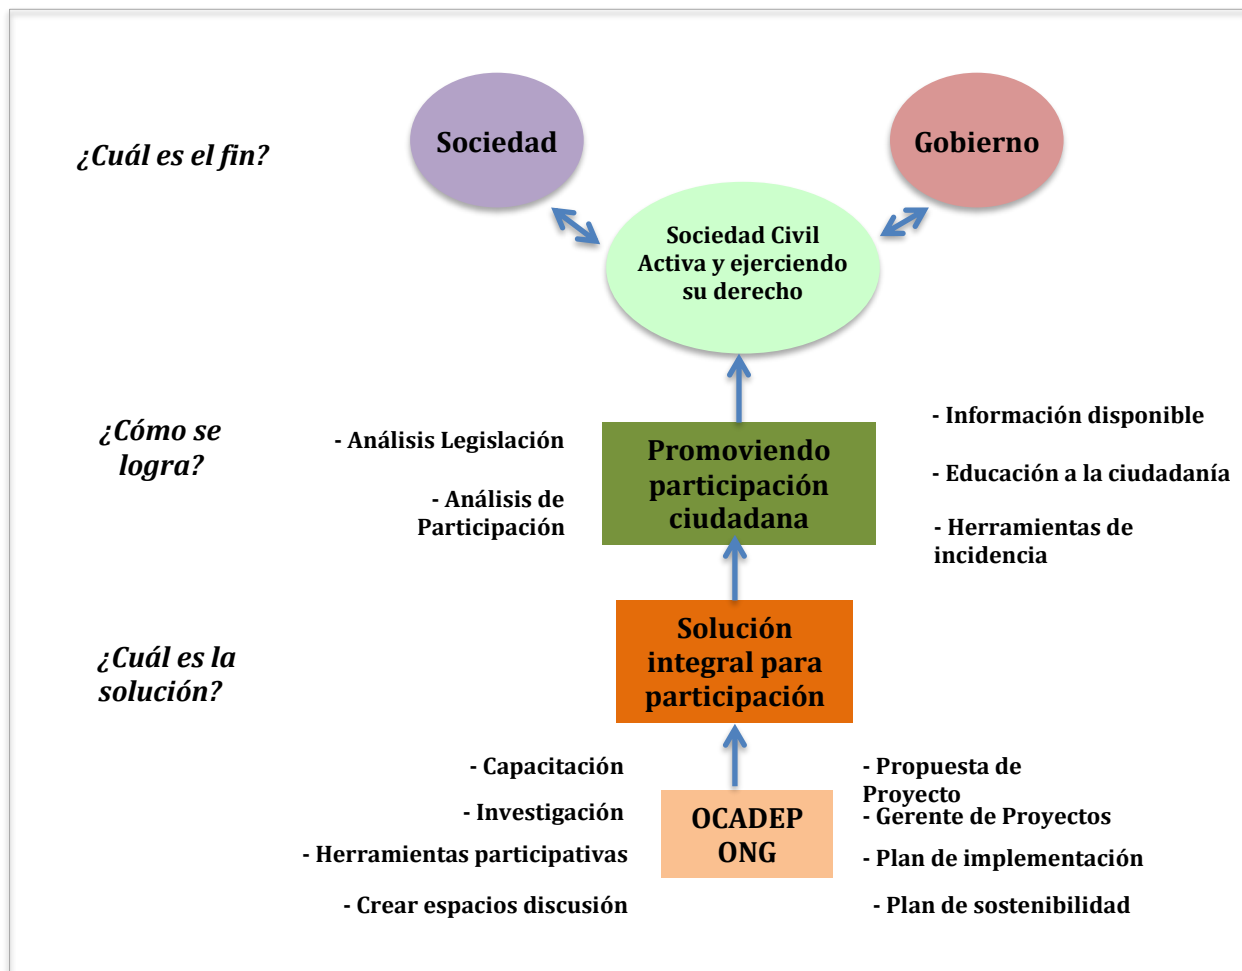 Sociedad
Gobierno
¿Cuál es el fin?
Sociedad Civil
Activa y ejerciendo
su derecho
¿Cómo se
logra?
- Análisis Legislación
- Análisis de
Participación
Promoviendo
participación
ciudadana
- Información disponible
- Educación a la ciudadanía
- Herramientas de
incidencia
¿Cuál es la
solución?
Solución
integral para
participación
- Capacitación
- Investigación
- Herramientas participativas
- Crear espacios discusión
OCADEP
ONG
- Propuesta de
Proyecto
- Gerente de Proyectos
- Plan de implementación
- Plan de sostenibilidad